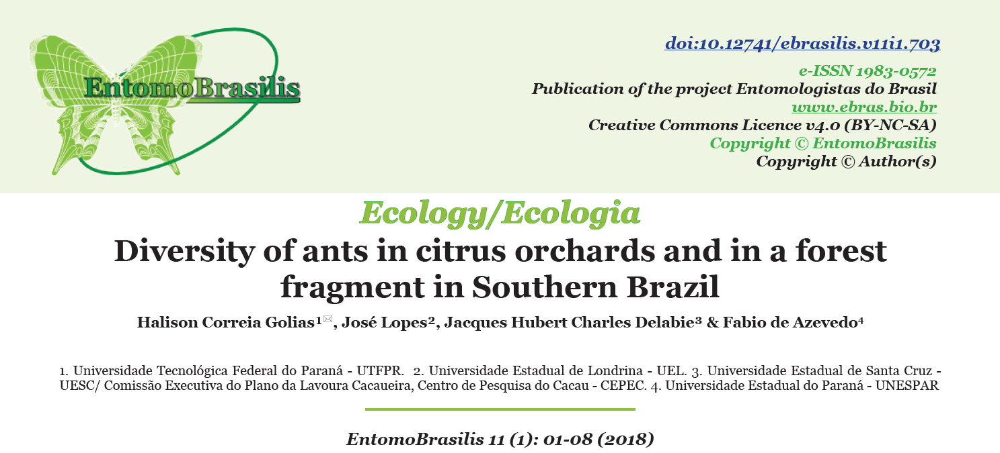 EntomoBrasilis
doi:10.12741/ebrasilis.v11i1.703
e-ISSN 1983-0572
Publication of the project Entomologistas do Brasil
www.ebras.bio.br
Creative Commons Licence v4.0 (BY-NC-SA)
Copyright © EntomoBrasilis
Copyright © Author(s)
Ecology/Ecologia
Diversity of ants in citrus orchards and in a forest
fragment in Southern Brazil
Halison Correia Golias¹✉, José Lopes², Jacques Hubert Charles Delabie³ & Fabio de Azevedo⁴
1. Universidade Tecnológica Federal do Paraná - UTFPR. 2. Universidade Estadual de Londrina - UEL. 3. Universidade Estadual de Santa Cruz -
UESC/ Comissão Executiva do Plano da Lavoura Cacaueira, Centro de Pesquisa do Cacau - CEPEC. 4. Universidade Estadual do Paraná - UNESPAR
EntomoBrasilis 11 (1): 01-08 (2018)